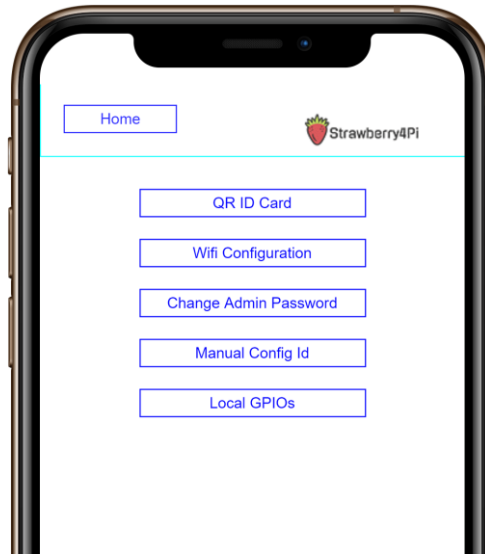 Home
Strawberry4Pi
QR ID Card
Wifi Configuration
Change Admin Password
Manual Config Id
Local GPIOs